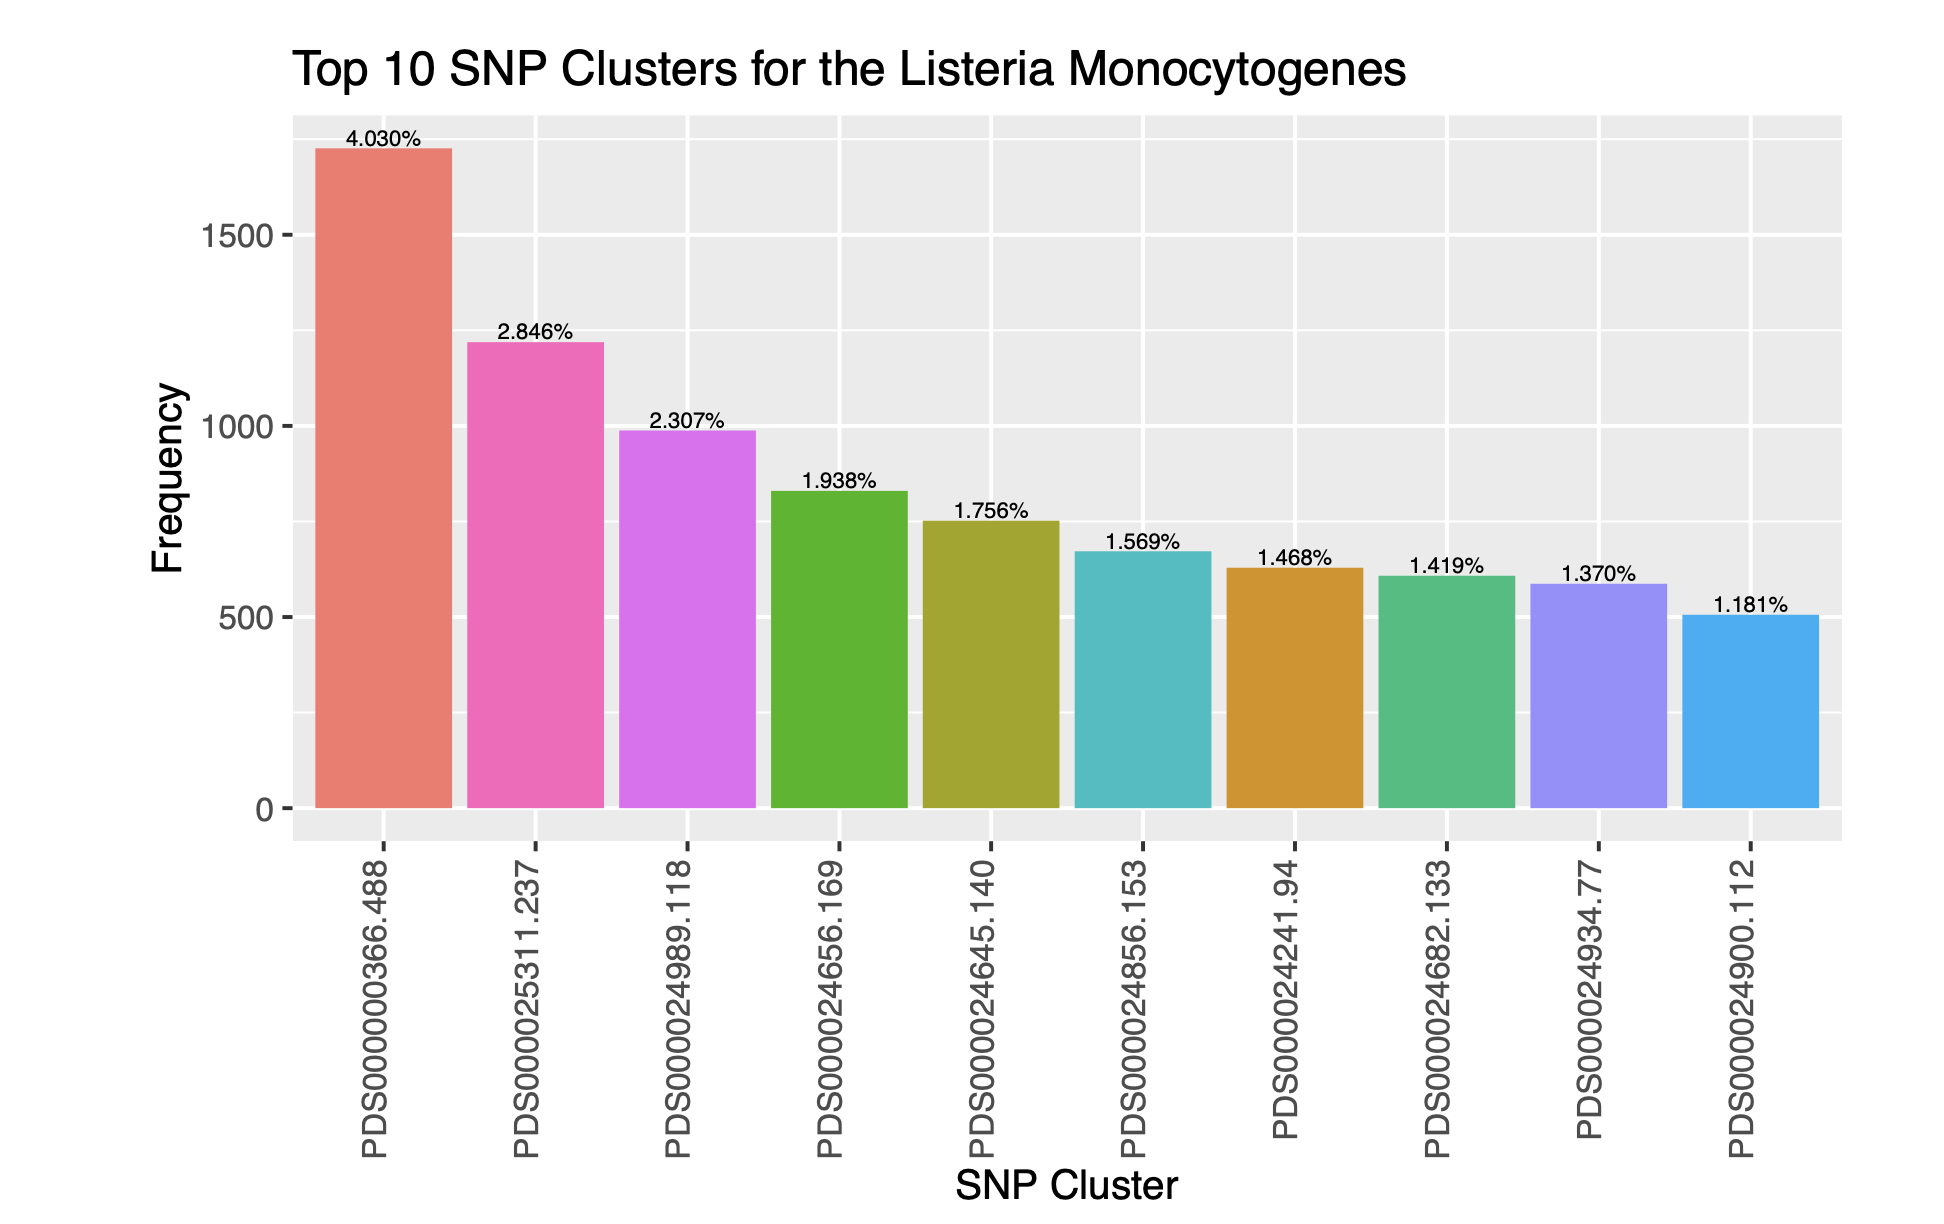 Top 10 SNP Clusters for the Listeria Monocytogenes
4.030%
2.846%
2.307%
1.938%
1.756%
1.569%
1.468%
1.419%
1.370%
1.181%
Frequency
1500
1000
500
0
PDS000000366.488
PDS000025311.237
PDS000024989.118
PDS000024656.169
PDS000024645.140
PDS000024856.153
PDS000024241.94
PDS000024682.133
PDS000024934.77
PDS000024900.112
SNP Cluster